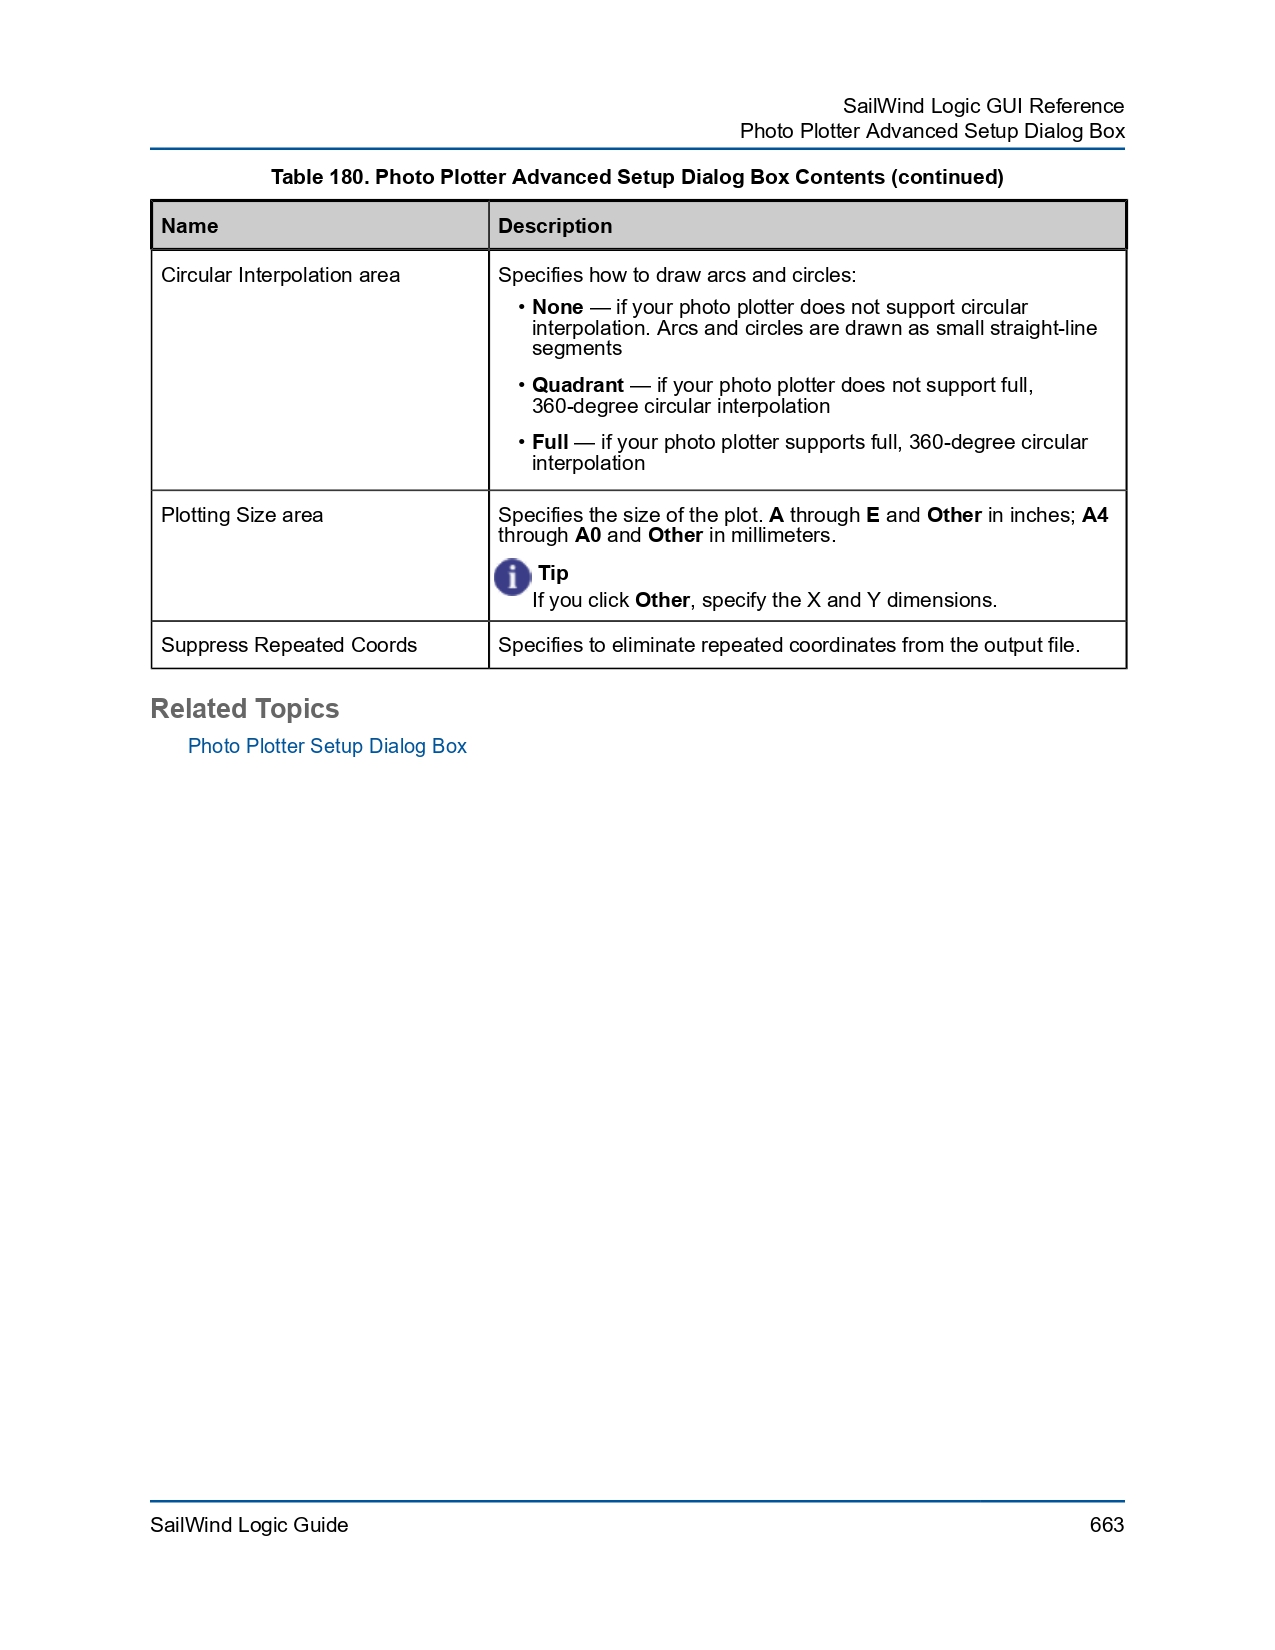 SailWind Logic GUI Reference
Photo Plotter Advanced Setup Dialog Box
Table 180. Photo Plotter Advanced Setup Dialog Box Contents (continued)
Name
Description
Circular Interpolation area
Specifies how to draw arcs and circles:
• None — if your photo plotter does not support circular
interpolation. Arcs and circles are drawn as small straight-line
segments
• Quadrant — if your photo plotter does not support full,
360-degree circular interpolation
• Full — if your photo plotter supports full, 360-degree circular
interpolation
Plotting Size area
Specifies the size of the plot. A through E and Other in inches; A4
through A0 and Other in millimeters.
Tip
If you click Other, specify the X and Y dimensions.
Suppress Repeated Coords
Specifies to eliminate repeated coordinates from the output file.
Related Topics
Photo Plotter Setup Dialog Box
SailWind Logic Guide
663